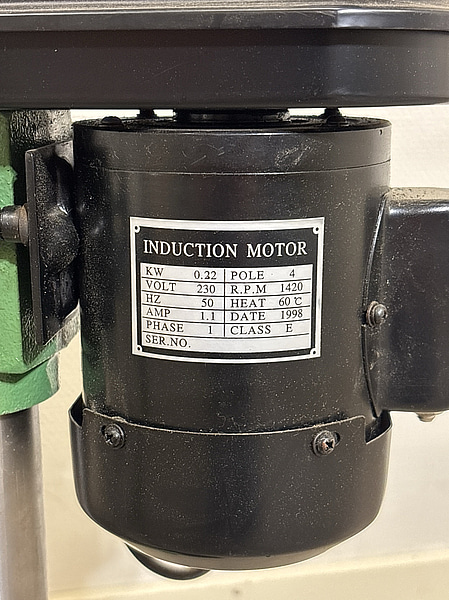 INDUCTION MOTOR
KW 0.22 POLE 4
VOLT 230 R.P.M 1420
HZ 50 HEAT 60℃
AMP 1.1 DATE 1998
PHASE 1 CLASS E
SER.NO.